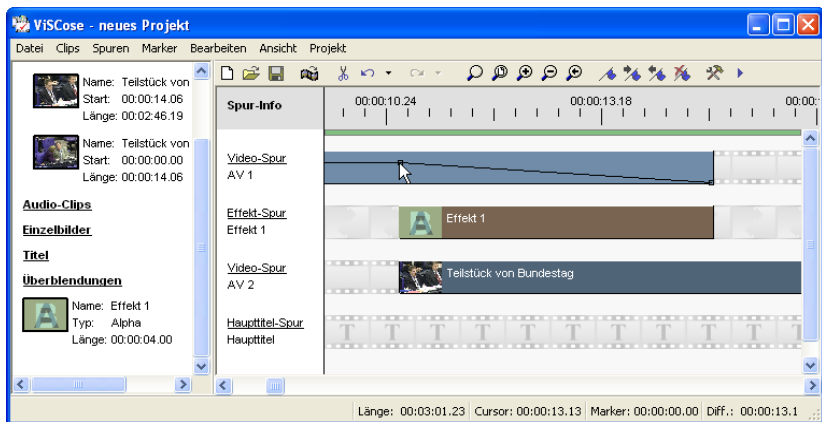 ViSCose - neues Projekt
Datei Clips Spuren Marker Bearbeiten Ansicht Projekt
Name: Teilstück von
Start: 00:00:14.06
Länge: 00:02:46.19
Name: Teilstück von
Start: 00:00:00.00
Länge: 00:00:14.06
Audio-Clips
Einzelbilder
Titel
Überblendungen
Name: Effekt 1
Typ: Alpha
Länge: 00:00:04.00
Spur-Info
00:00:10.24 00:00:13.18 00:00:
Video-Spur
AV 1
Effekt-Spur
Effekt 1
A Effekt 1
Video-Spur
AV 2
Teilstück von Bundestag
Haupttitel-Spur
Haupttitel
T T T T T T T T T T T
Länge: 00:03:01.23 Cursor: 00:00:13.13 Marker: 00:00:00.00 Diff.: 00:00:13.1